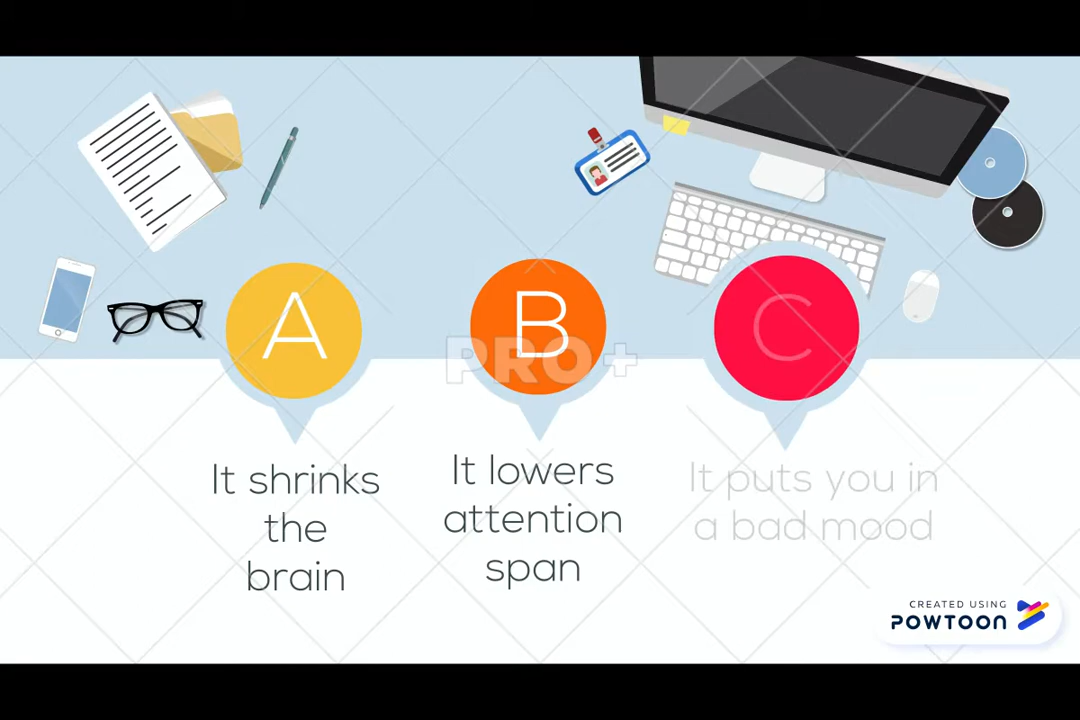 A
B
C
PRO+
It shrinks
the
brain
It lowers
attention
span
It puts you in
a bad mood
CREATED USING
POWTOON